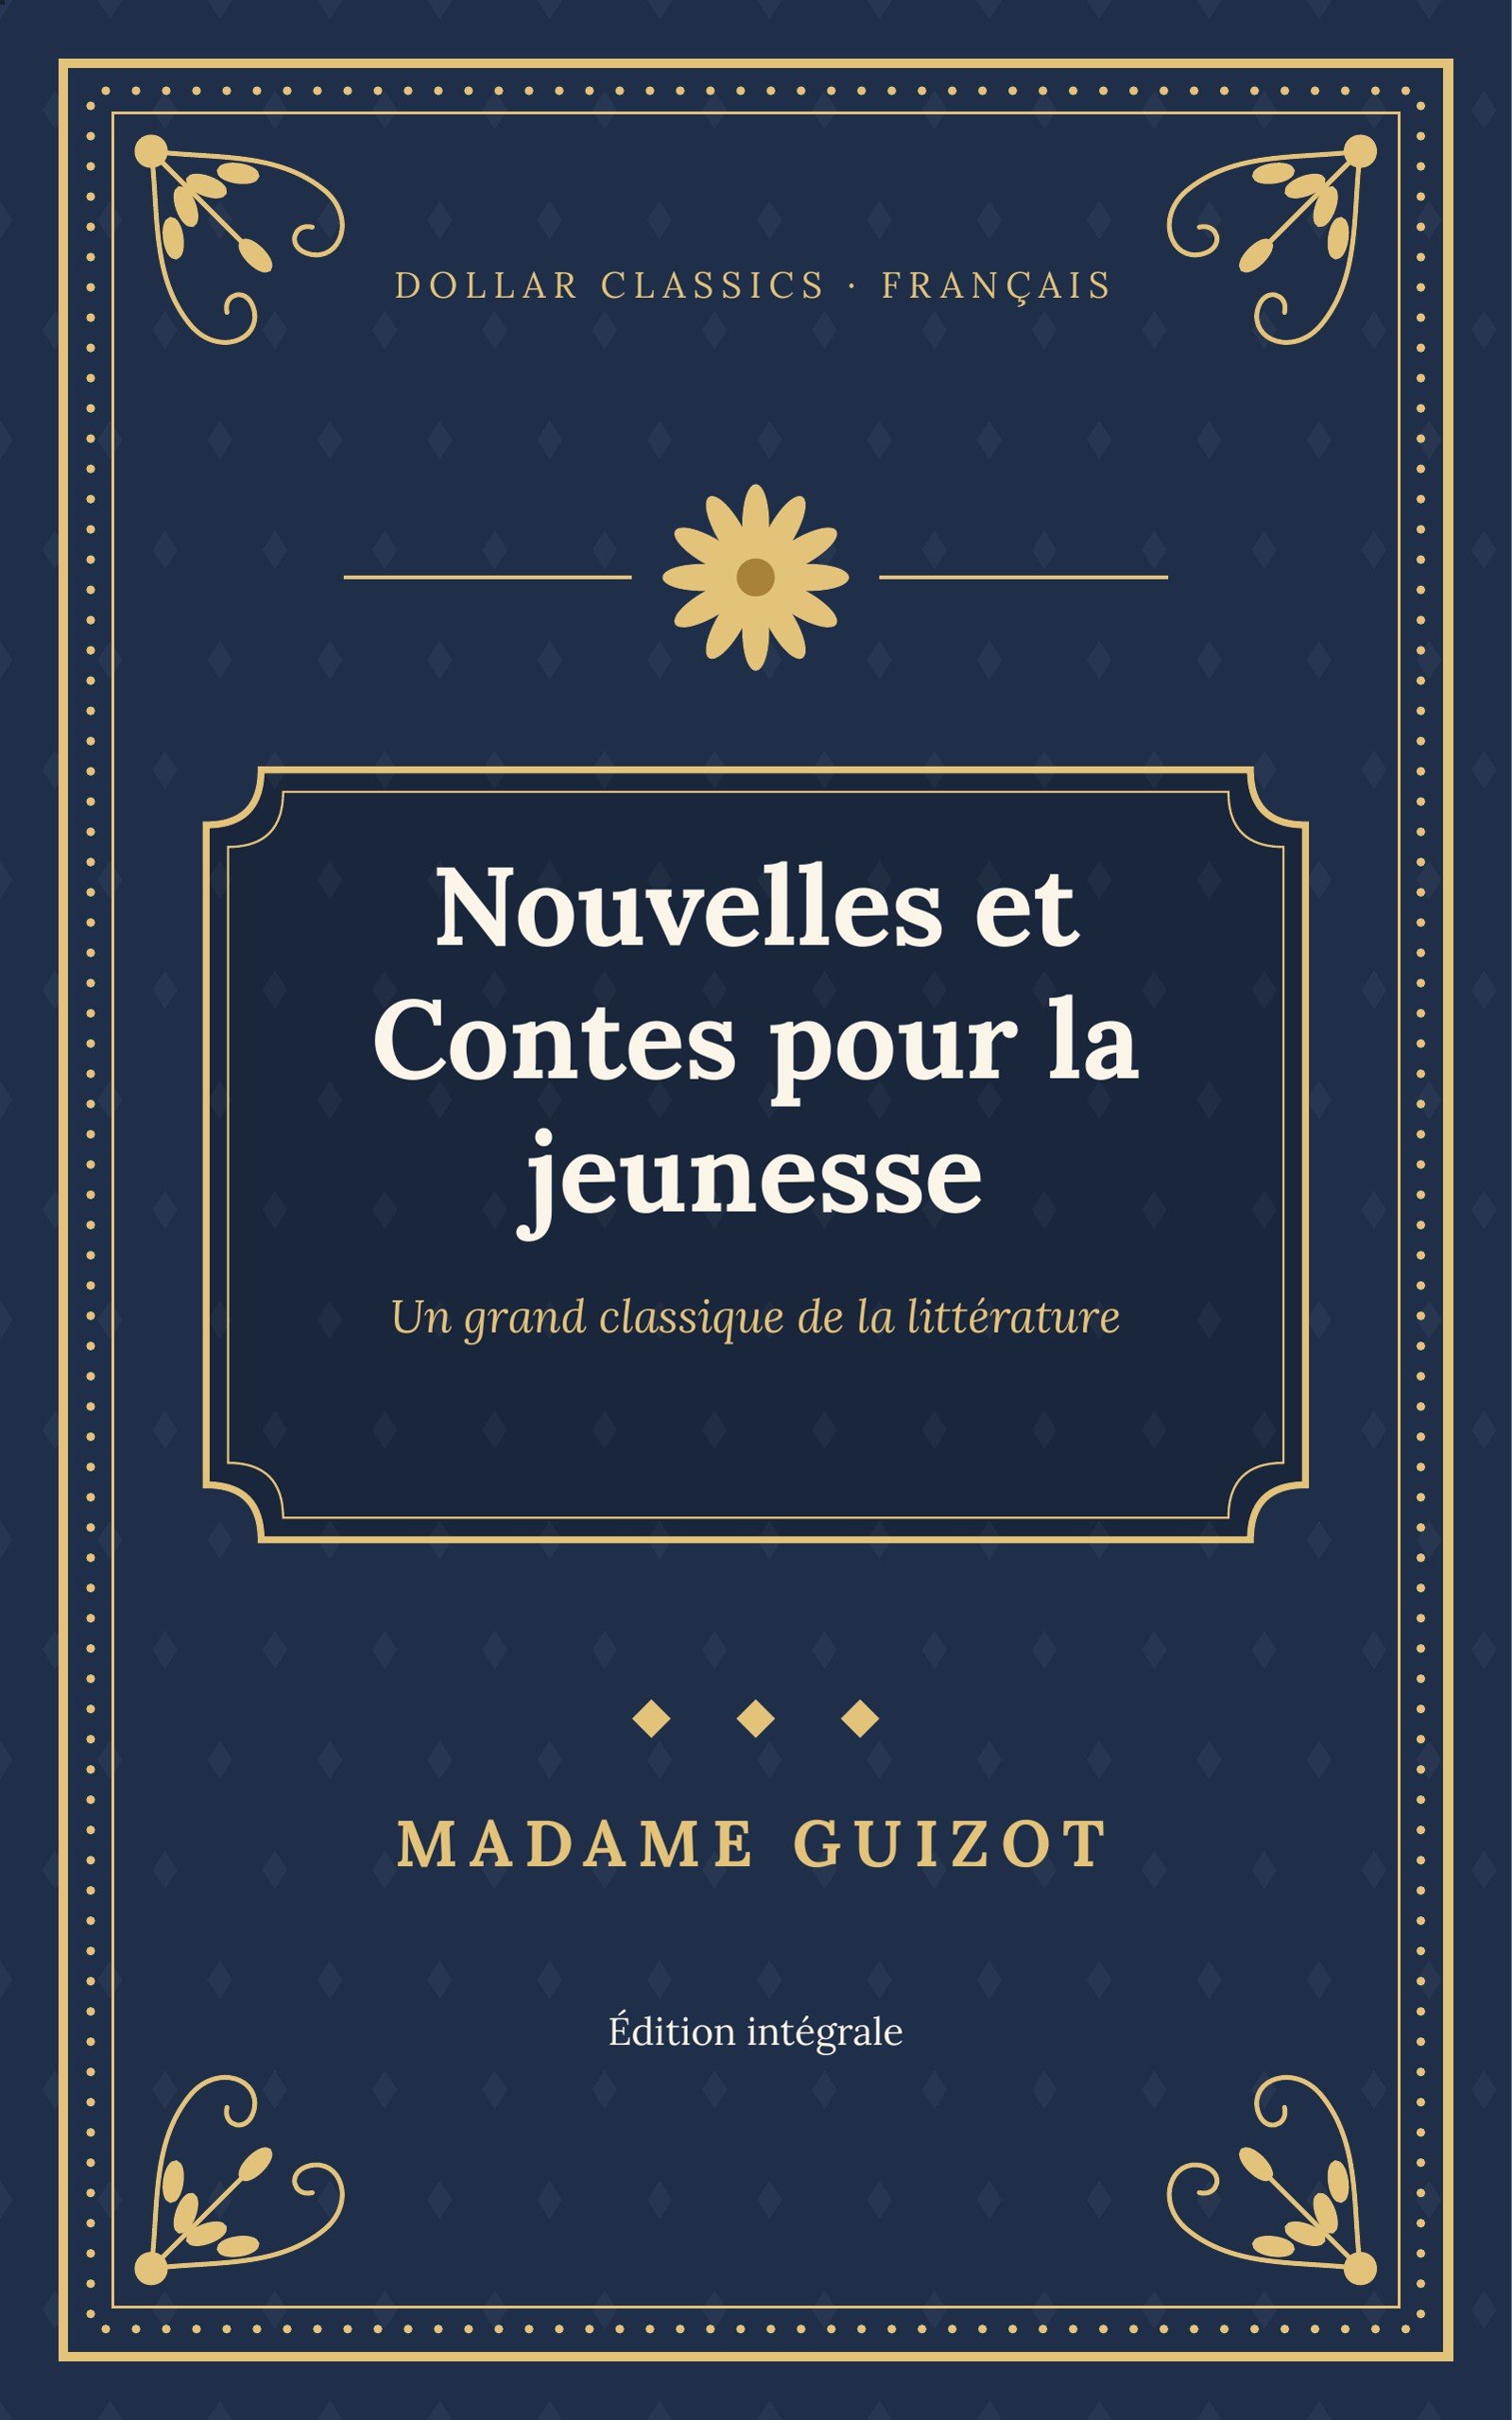 DOLLAR CLASSICS · FRANÇAIS
Nouvelles et
Contes pour la
jeunesse
Un grand classique de la littérature
MADAME GUIZOT
Édition intégrale